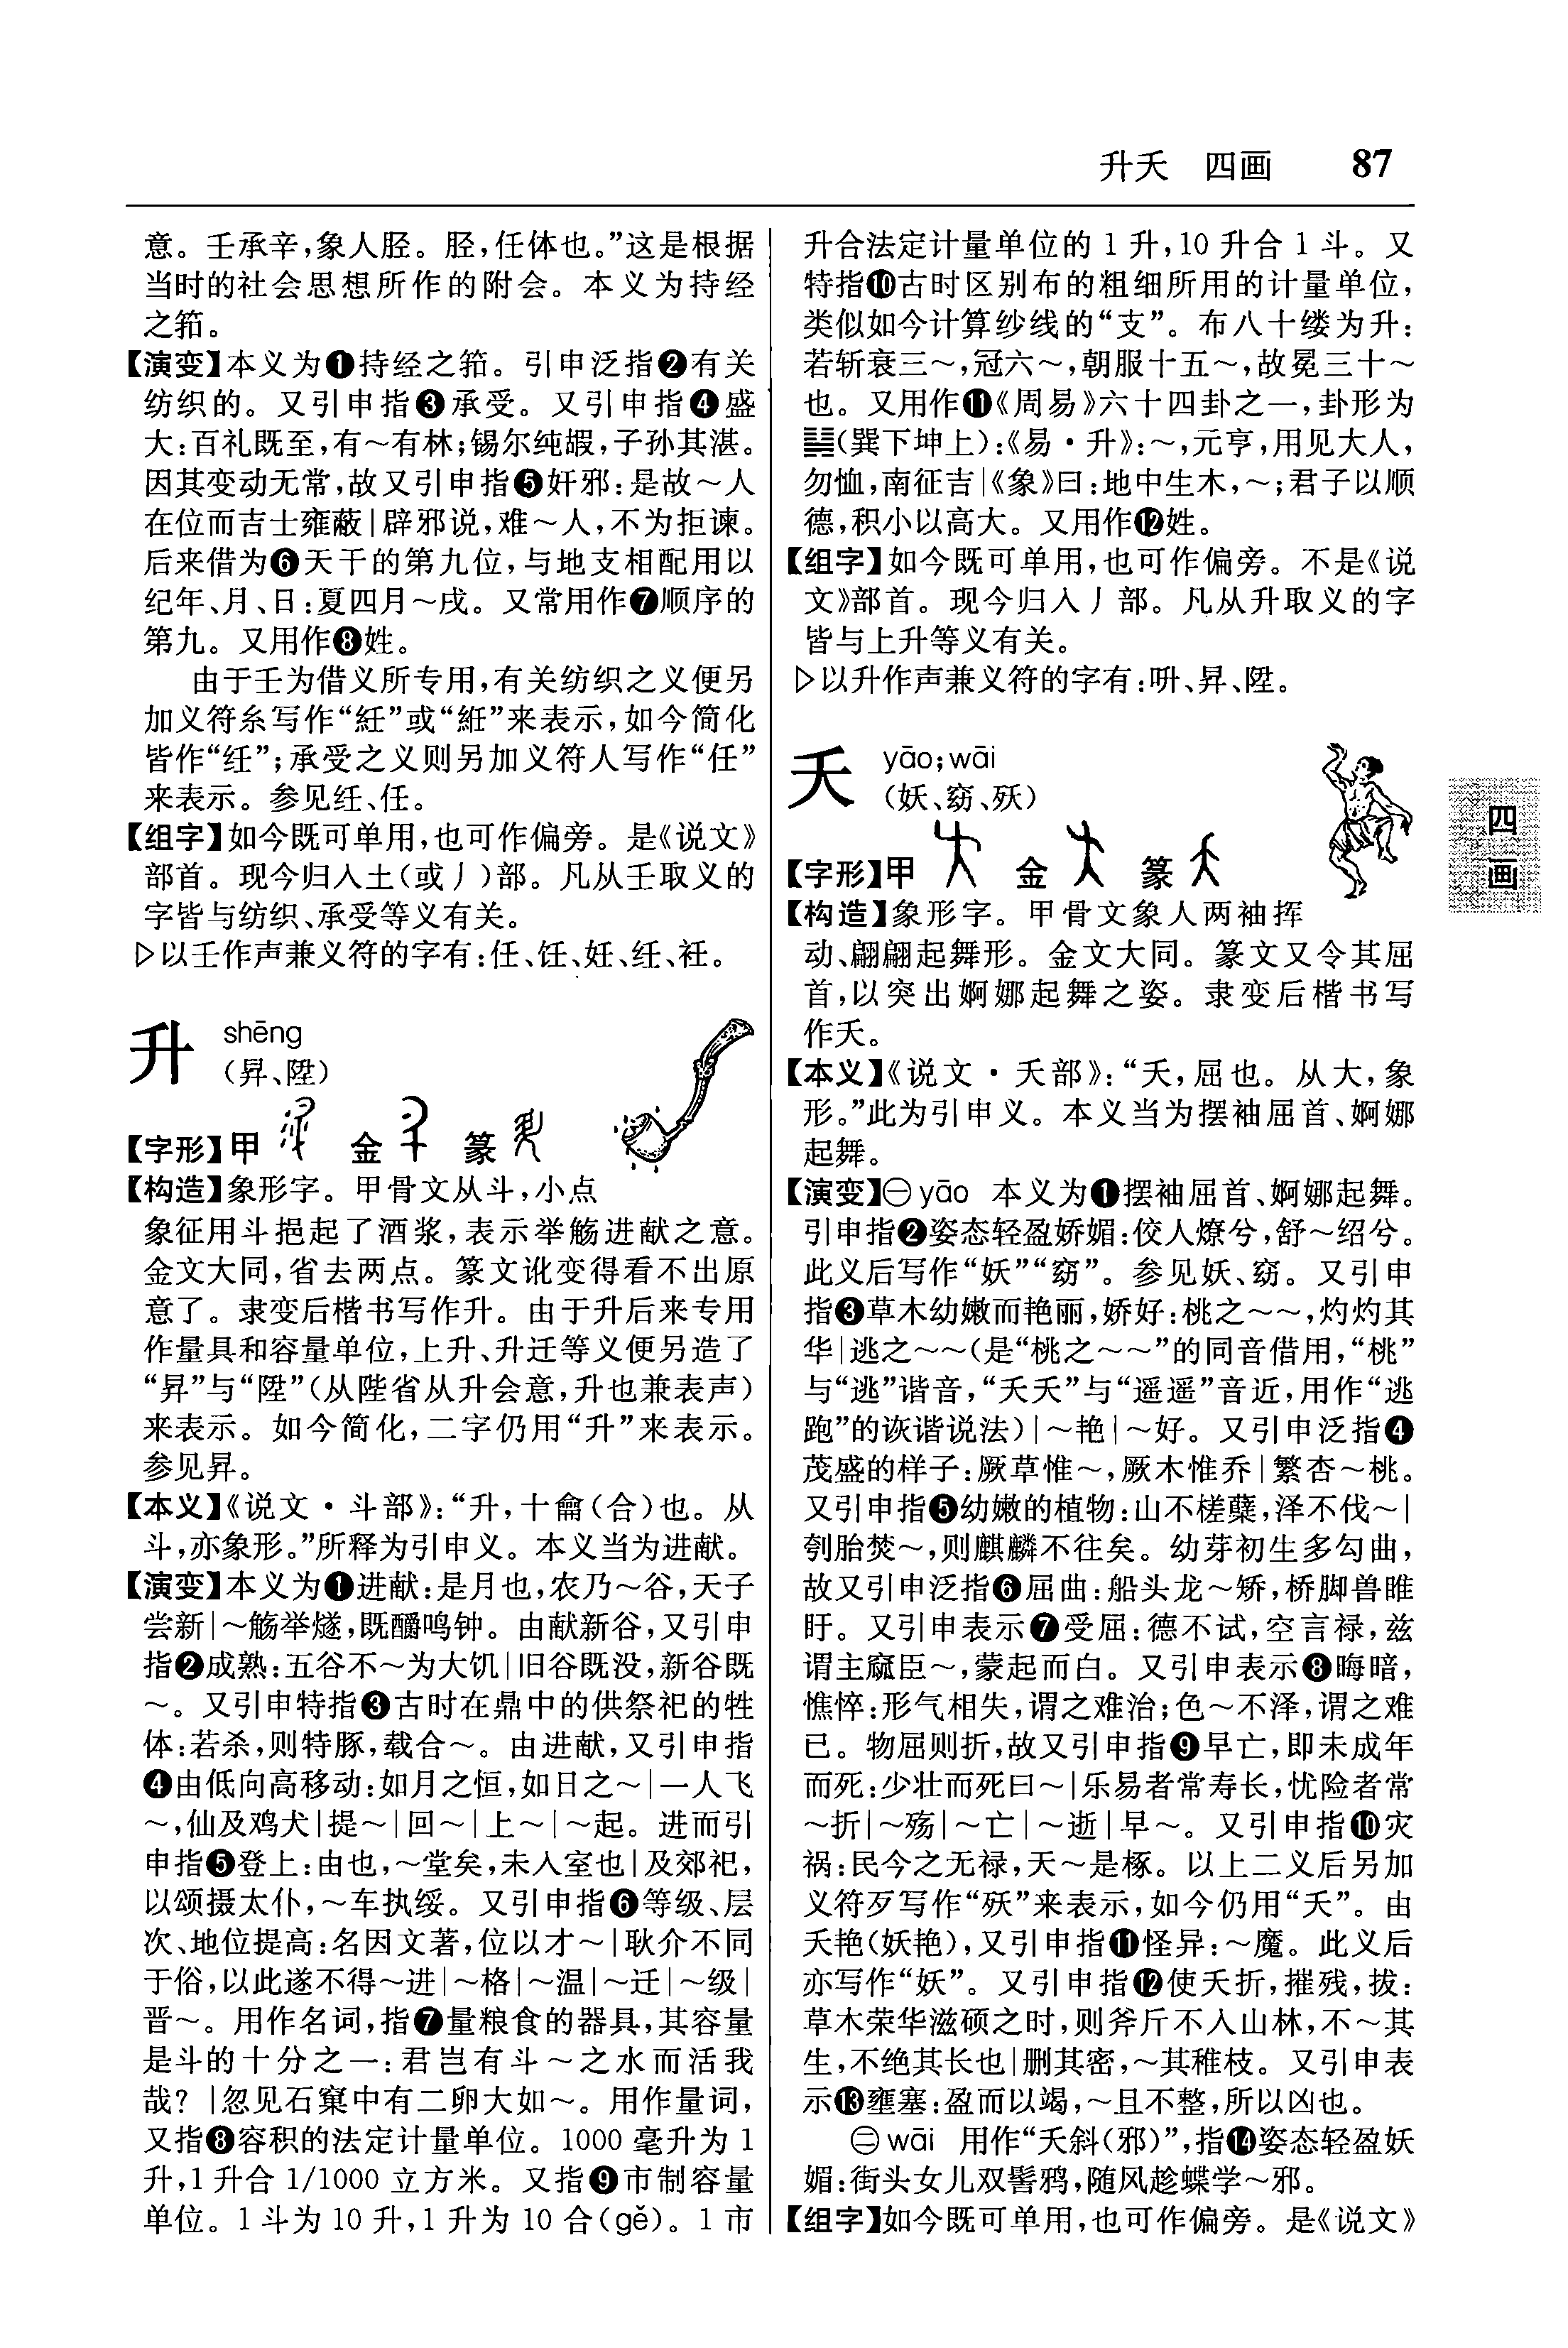 升夭 四画 87
意。壬承辛,象人胫。胫,任体也。”这是根据
当时的社会思想所作的附会。本义为持经
之筘。
【演变】本义为❶持经之筘。引申泛指❷有关
纺织的。又引申指❸承受。又引申指❹盛
大:百礼既至,有～有林;锡尔纯嘏,子孙其湛。
因其变动无常,故又引申指❺奸邪:是故～人
在位而吉士雍蔽|辟邪说,难～人,不为拒谏。
后来借为❻天干的第九位,与地支相配用以
纪年、月、日:夏四月～戌。又常用作❼顺序的
第九。又用作❽姓。
由于壬为借义所专用,有关纺织之义便另
加义符糸写作“紝”或“絍”来表示,如今简化
皆作“纴”;承受之义则另加义符人写作“任”
来表示。参见纴、任。
【组字】如今既可单用,也可作偏旁。是《说文》
部首。现今归入土(或丿)部。凡从壬取义的
字皆与纺织、承受等义有关。
▷以壬作声兼义符的字有:任、饪、妊、纴、衽。
升 shēng
(昇、陞)
【字形】甲 金 篆
【构造】象形字。甲骨文从斗,小点
象征用斗挹起了酒浆,表示举觞进献之意。
金文大同,省去两点。篆文讹变得看不出原
意了。隶变后楷书写作升。由于升后来专用
作量具和容量单位,上升、升迁等义便另造了
“昇”与“陞”(从陛省从升会意,升也兼表声)
来表示。如今简化,二字仍用“升”来表示。
参见昇。
【本义】《说文·斗部》:“升,十龠(合)也。从
斗,亦象形。”所释为引申义。本义当为进献。
【演变】本义为❶进献:是月也,农乃～谷,天子
尝新|～觞举燧,既釂鸣钟。由献新谷,又引申
指❷成熟:五谷不～为大饥|旧谷既没,新谷既
～。又引申特指❸古时在鼎中的供祭祀的牲
体:若杀,则特豚,载合～。由进献,又引申指
❹由低向高移动:如月之恒,如日之～|一人飞
～,仙及鸡犬|提～|回～|上～|～起。进而引
申指❺登上:由也,～堂矣,未入室也|及郊祀,
以颂摄太仆,～车执绥。又引申指❻等级、层
次、地位提高:名因文著,位以才～|耿介不同
于俗,以此遂不得～进|～格|～温|～迁|～级|
晋～。用作名词,指❼量粮食的器具,其容量
是斗的十分之一:君岂有斗～之水而活我
哉?|忽见石窠中有二卵大如～。用作量词,
又指❽容积的法定计量单位。1000 毫升为 1
升,1 升合 1/1000 立方米。又指❾市制容量
单位。1 斗为 10 升,1 升为 10 合(gě)。1 市
升合法定计量单位的 1 升,10 升合 1 斗。又
特指❿古时区别布的粗细所用的计量单位,
类似如今计算纱线的“支”。布八十缕为升:
若斩衰三～,冠六～,朝服十五～,故冕三十～
也。又用作⓫《周易》六十四卦之一,卦形为
䷭(巽下坤上):《易·升》:～,元亨,用见大人,
勿恤,南征吉|《象》曰:地中生木,～;君子以顺
德,积小以高大。又用作⓬姓。
【组字】如今既可单用,也可作偏旁。不是《说
文》部首。现今归入丿部。凡从升取义的字
皆与上升等义有关。
▷以升作声兼义符的字有:呏、昇、陞。
夭 yāo;wāi
(妖、窈、殀)
【字形】甲 金 篆
【构造】象形字。甲骨文象人两袖挥
动、翩翩起舞形。金文大同。篆文又令其屈
首,以突出婀娜起舞之姿。隶变后楷书写
作夭。
【本义】《说文·夭部》:“夭,屈也。从大,象
形。”此为引申义。本义当为摆袖屈首、婀娜
起舞。
【演变】㊀yāo 本义为❶摆袖屈首、婀娜起舞。
引申指❷姿态轻盈娇媚:佼人燎兮,舒～绍兮。
此义后写作“妖”“窈”。参见妖、窈。又引申
指❸草木幼嫩而艳丽,娇好:桃之～～,灼灼其
华|逃之～～(是“桃之～～”的同音借用,“桃”
与“逃”谐音,“夭夭”与“遥遥”音近,用作“逃
跑”的诙谐说法)|～艳|～好。又引申泛指❹
茂盛的样子:厥草惟～,厥木惟乔|繁杏～桃。
又引申指❺幼嫩的植物:山不槎蘖,泽不伐～|
刳胎焚～,则麒麟不往矣。幼芽初生多勾曲,
故又引申泛指❻屈曲:船头龙～矫,桥脚兽睢
盱。又引申表示❼受屈:德不试,空言禄,兹
谓主窳臣～,蒙起而白。又引申表示❽晦暗,
憔悴:形气相失,谓之难治;色～不泽,谓之难
已。物屈则折,故又引申指❾早亡,即未成年
而死:少壮而死曰～|乐易者常寿长,忧险者常
～折|～殇|～亡|～逝|早～。又引申指❿灾
祸:民今之无禄,天～是椓。以上二义后另加
义符歹写作“殀”来表示,如今仍用“夭”。由
夭艳(妖艳),又引申指⓫怪异:～魔。此义后
亦写作“妖”。又引申指⓬使夭折,摧残,拔:
草木荣华滋硕之时,则斧斤不入山林,不～其
生,不绝其长也|删其密,～其稚枝。又引申表
示⓭壅塞:盈而以竭,～且不整,所以凶也。
㊁wāi 用作“夭斜(邪)”,指⓮姿态轻盈妖
媚:街头女儿双髻鸦,随风趁蝶学～邪。
【组字】如今既可单用,也可作偏旁。是《说文》
四
画